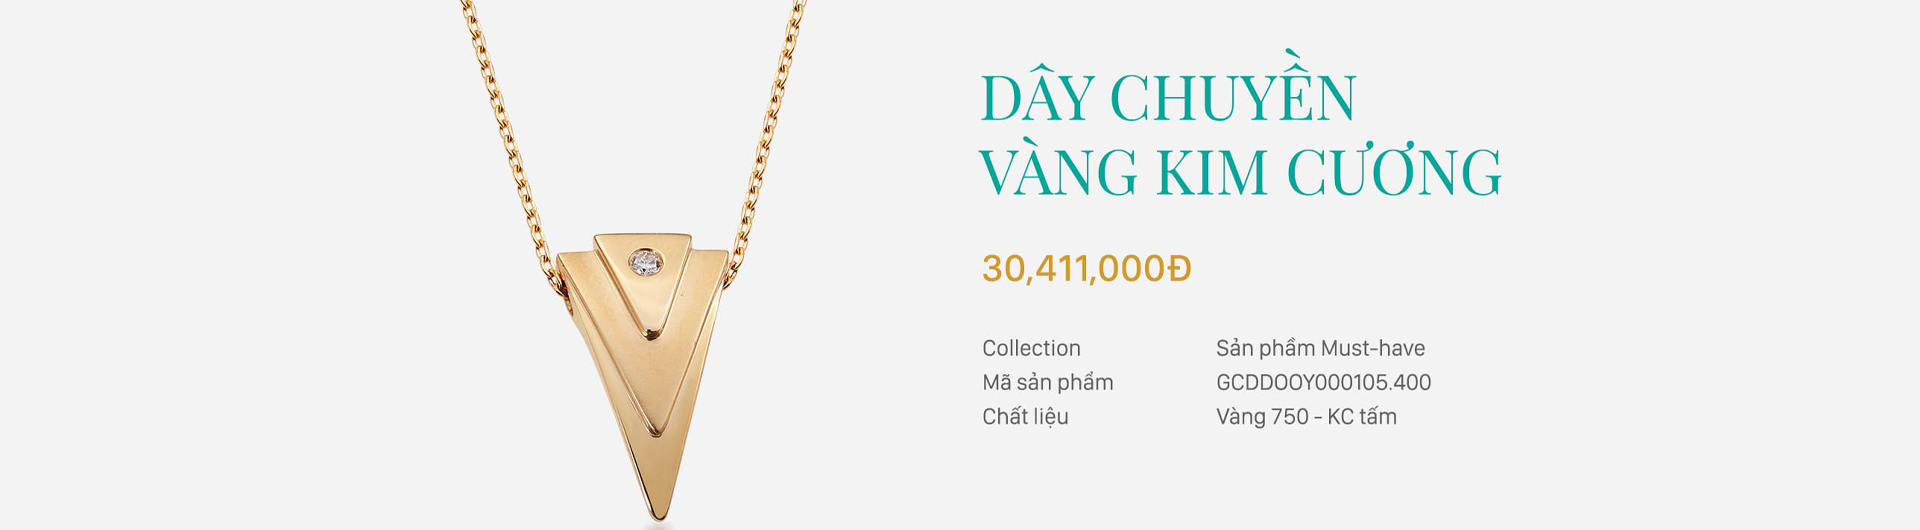 DÂY CHUYỀN
VÀNG KIM CƯƠNG
30,411,000Đ
Collection Sản phẩm Must-have
Mã sản phẩm GCDDOOY000105.400
Chất liệu Vàng 750 - KC tấm